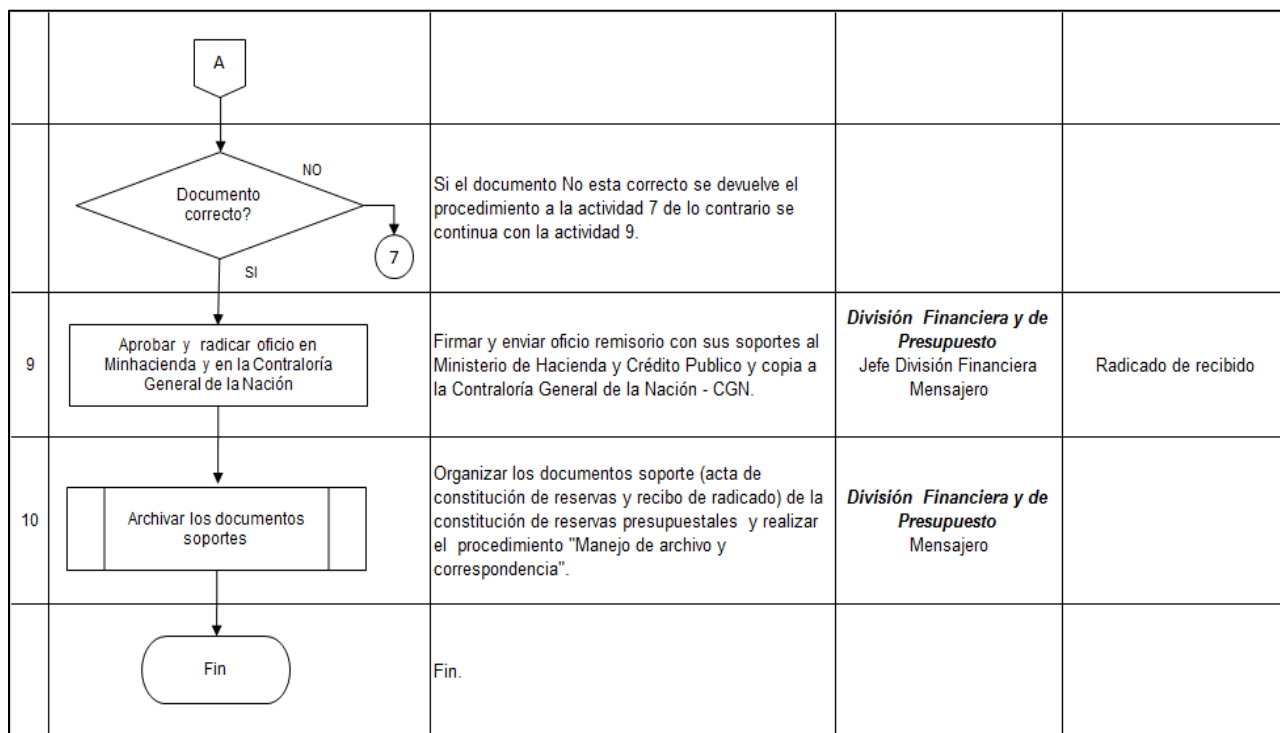 A
NO
Documento
correcto?
7
SI
Si el documento No esta correcto se devuelve el
procedimiento a la actividad 7 de lo contrario se
continua con la actividad 9.
9
Aprobar y radicar oficio en
Minhacienda y en la Contraloría
General de la Nación
Firmar y enviar oficio remisorio con sus soportes al
Ministerio de Hacienda y Crédito Publico y copia a
la Contraloría General de la Nación - CGN.
División Financiera y de
Presupuesto
Jefe División Financiera
Mensajero
Radicado de recibido
10
Archivar los documentos
soportes
Organizar los documentos soporte (acta de
constitución de reservas y recibo de radicado) de la
constitución de reservas presupuestales y realizar
el procedimiento "Manejo de archivo y
correspondencia".
División Financiera y de
Presupuesto
Mensajero
Fin
Fin.